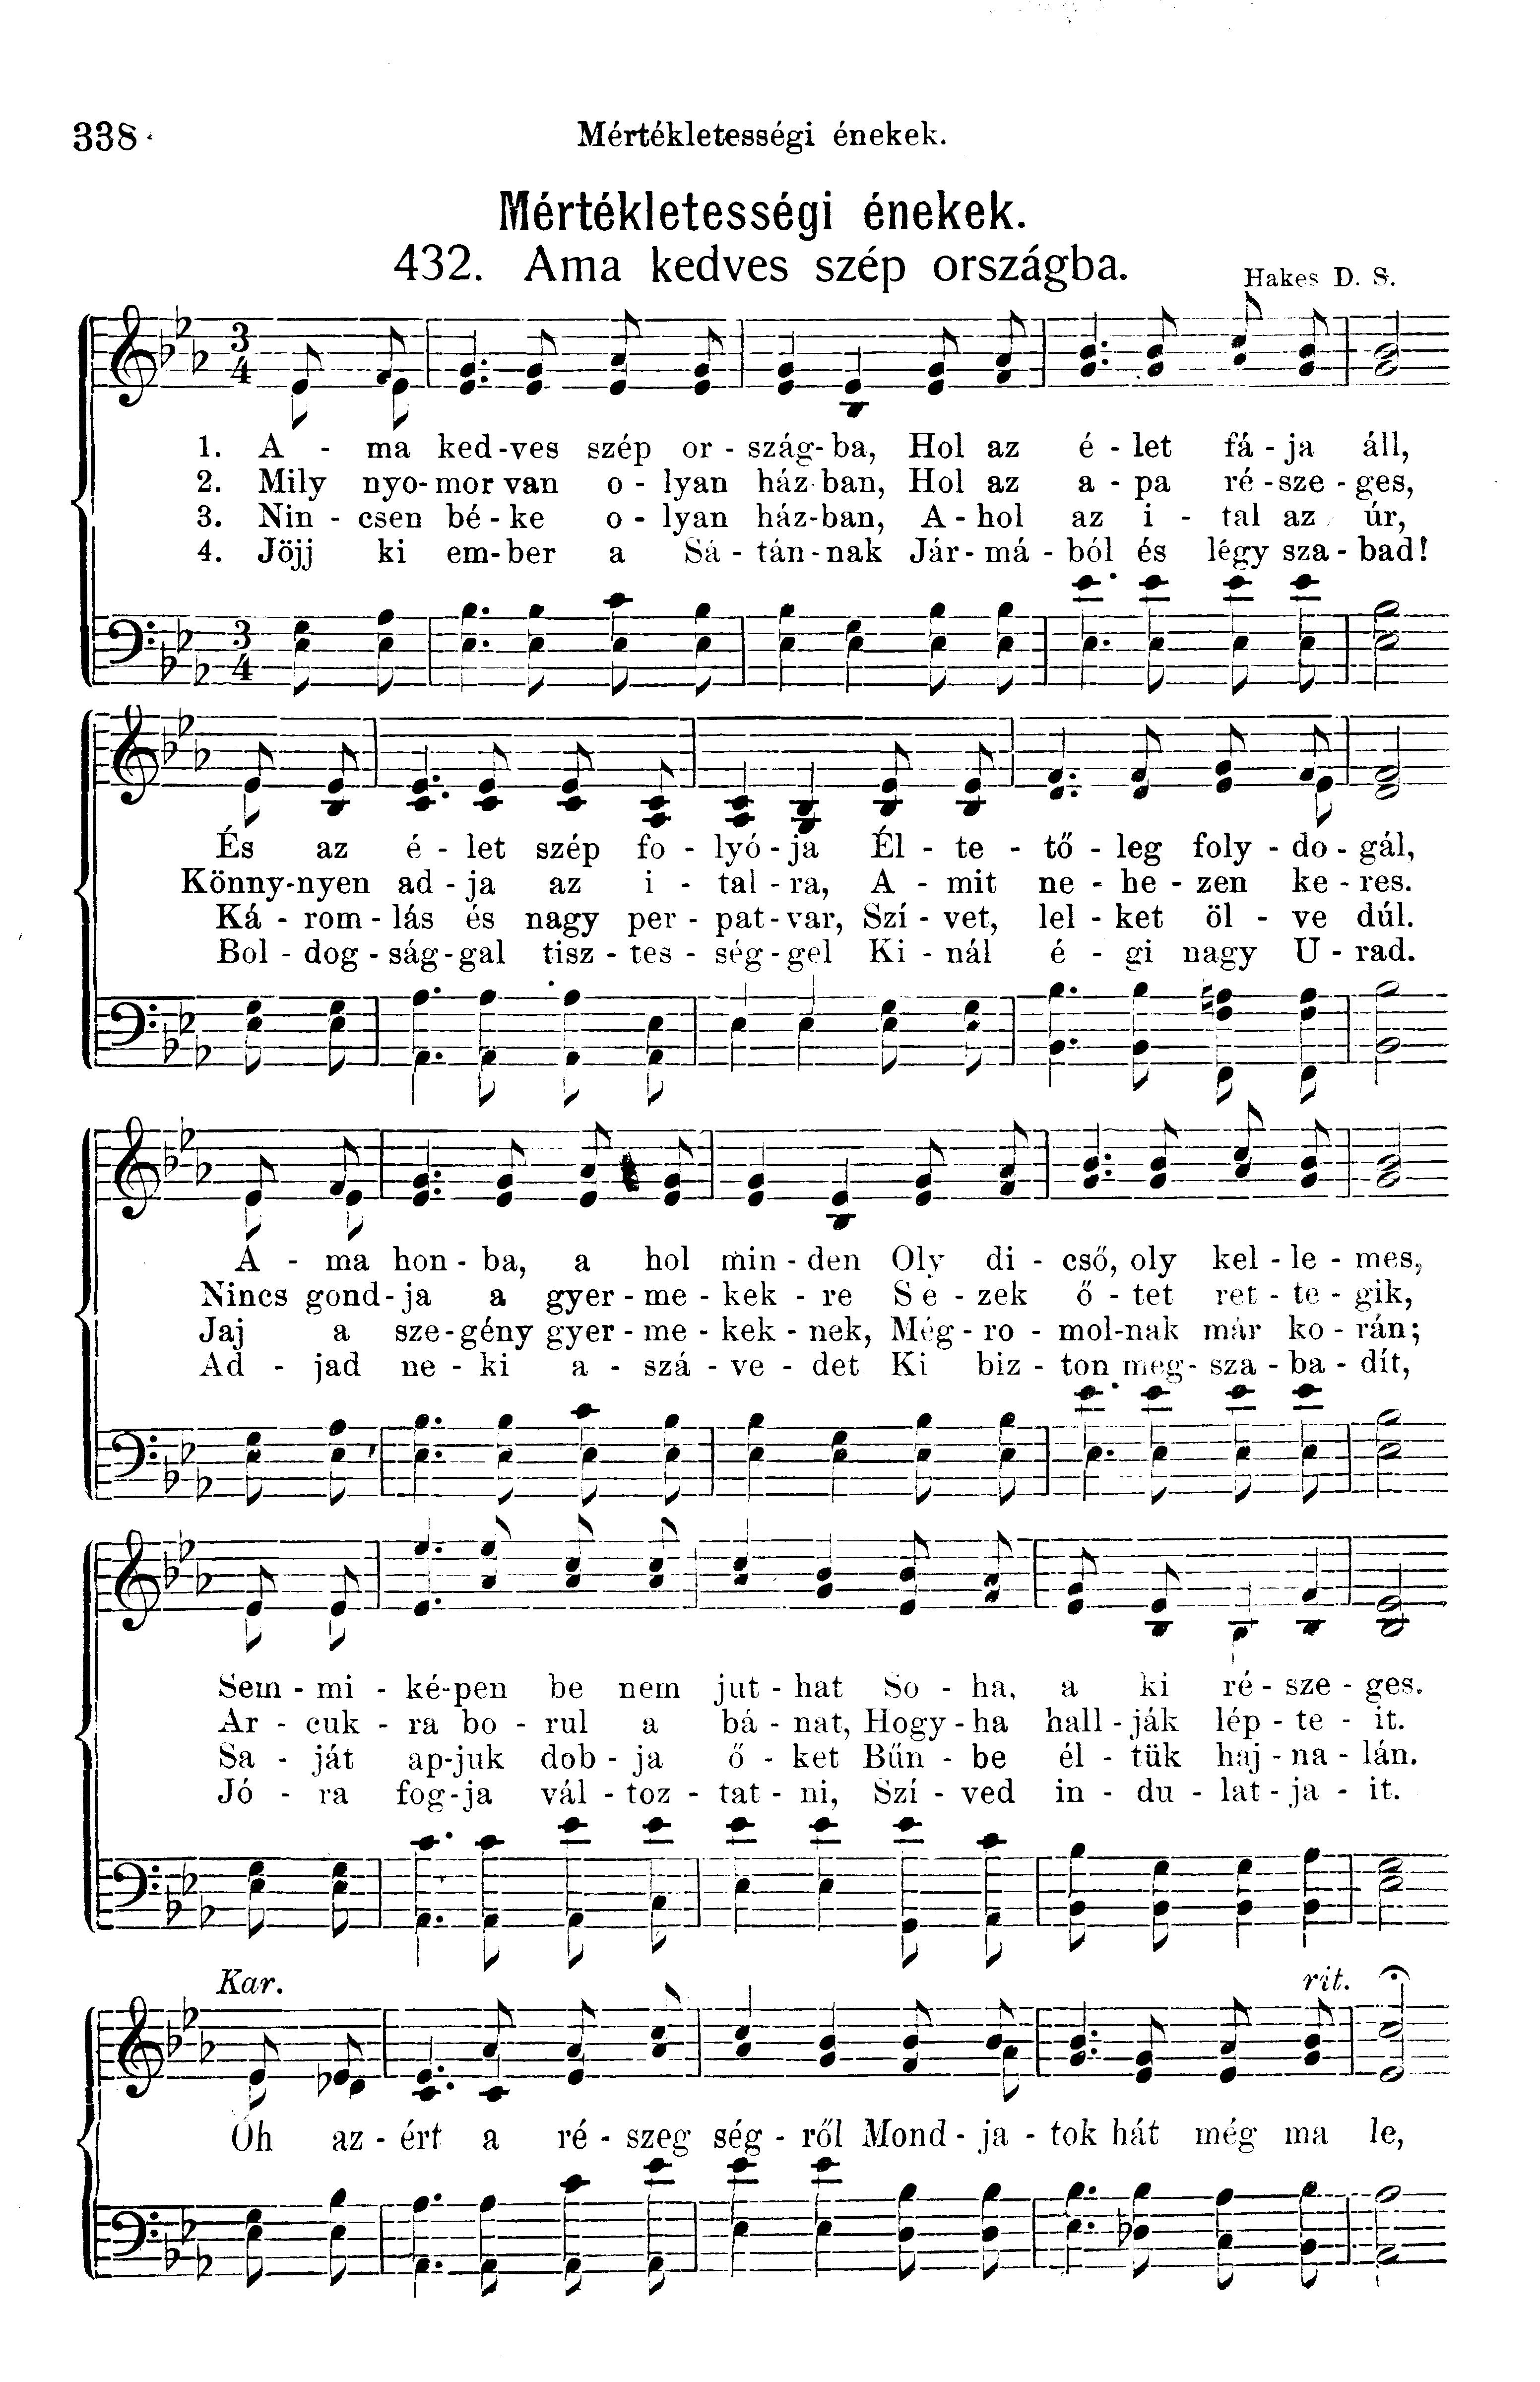 338
Mértékletességi énekek.
Mértékletességi énekek.
432. Ama kedves szép országba.
Hakes D. S.
1. A - ma ked-ves szép or - szág-ba, Hol az é - let fá - ja áll,
2. Mily nyo-mor van o - lyan ház-ban, Hol az a - pa ré - sze - ges,
3. Nin - csen bé - ke o - lyan ház-ban, A - hol az i - tal az úr,
4. Jöjj ki em-ber a Sá - tán-nak Jár-má - ból és légy sza - bad!
És az é - let szép fo - lyó - ja Él - te - tő - leg foly - do - gál,
Könny-nyen ad - ja az i - tal - ra, A - mit ne - he - zen ke - res.
Ká - rom - lás és nagy per - pat-var, Szí - vet, lel - ket öl - ve dúl.
Bol - dog - ság-gal tisz - tes - ség-gel Ki - nál é - gi nagy U - rad.
A - ma hon - ba, a hol min - den Oly di - cső, oly kel - le - mes,
Nincs gond-ja a gyer - me - kek - re Se - zek ő - tet ret - te - gik,
Jaj a sze-gény gyer - me - kek - nek, Még - ro - mol-nak már ko - rán;
Ad - jad ne - ki a - szá - ve - det Ki biz - ton meg - sza - ba - dít,
Sem - mi - ké-pen be nem jut - hat So - ha, a ki ré - sze - ges.
Ar - cuk - ra bo - rul a bá - nat, Hogy - ha hall - ják lép - te - it.
Sa - ját ap-juk dob - ja ő - ket Bűn - be él - tük haj - na - lán.
Jó - ra fog-ja vál - toz - tat - ni, Szí - ved in - du - lat - ja - it.
Kar.
rit.
Óh az - ért a ré - szeg ség - ről Mond - ja - tok hát még ma le,